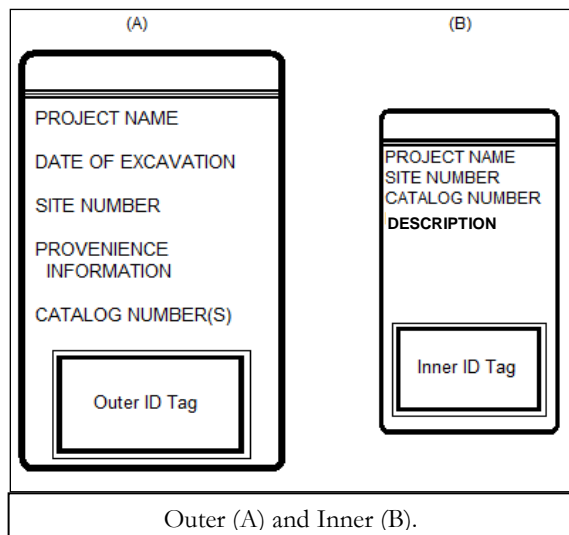 (A)
PROJECT NAME
DATE OF EXCAVATION
SITE NUMBER
PROVENIENCE
INFORMATION
CATALOG NUMBER(S)
Outer ID Tag
(B)
PROJECT NAME
SITE NUMBER
CATALOG NUMBER
DESCRIPTION
Inner ID Tag
Outer (A) and Inner (B).